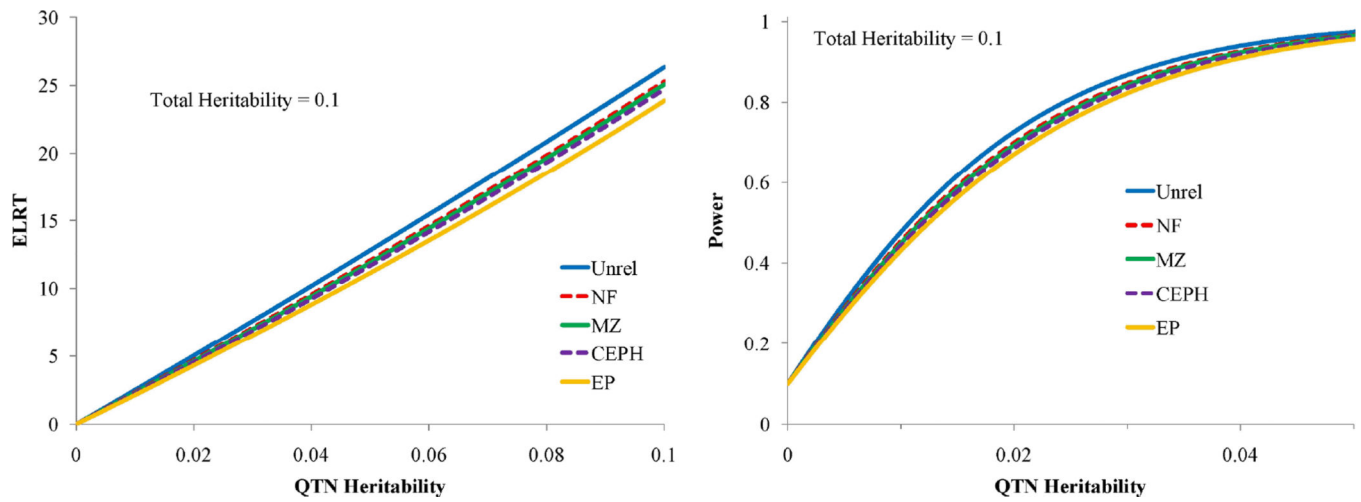 30
25
20
15
10
5
0
ELRT
Total Heritability = 0.1
Unrel
NF
MZ
CEPH
EP
0 0.02 0.04 0.06 0.08 0.1
QTN Heritability
1
0.8
0.6
0.4
0.2
0
Power
Total Heritability = 0.1
Unrel
NF
MZ
CEPH
EP
0 0.02 0.04
QTN Heritability